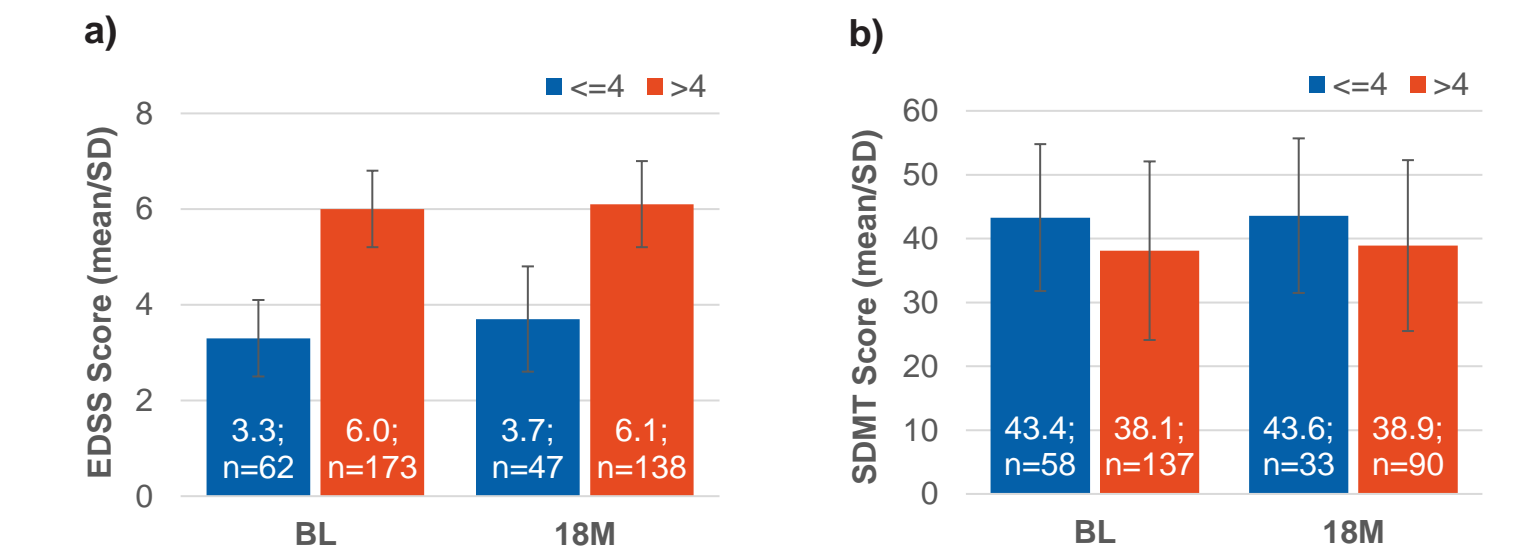 a)
<=4 >4
EDSS Score (mean/SD)
8
6
4
2
0
3.3;
n=62
6.0;
n=173
3.7;
n=47
6.1;
n=138
BL 18M
b)
<=4 >4
SDMT Score (mean/SD)
60
50
40
30
20
10
0
43.4;
n=58
38.1;
n=137
43.6;
n=33
38.9;
n=90
BL 18M